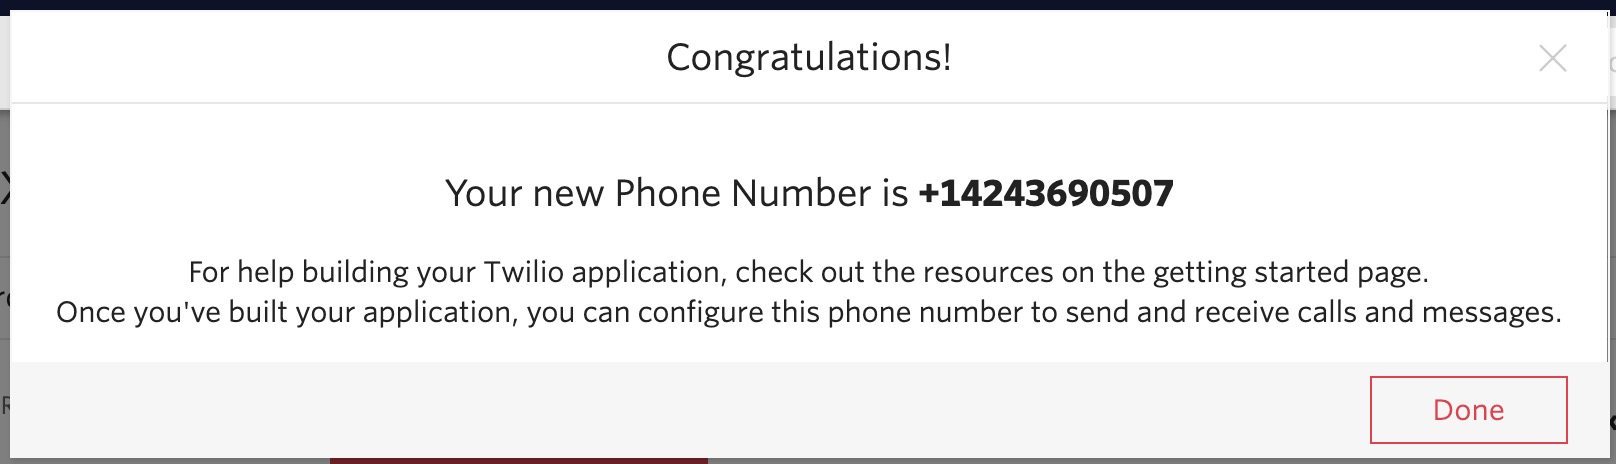 Congratulations!
Your new Phone Number is +14243690507
For help building your Twilio application, check out the resources on the getting started page.
Once you've built your application, you can configure this phone number to send and receive calls and messages.
Done